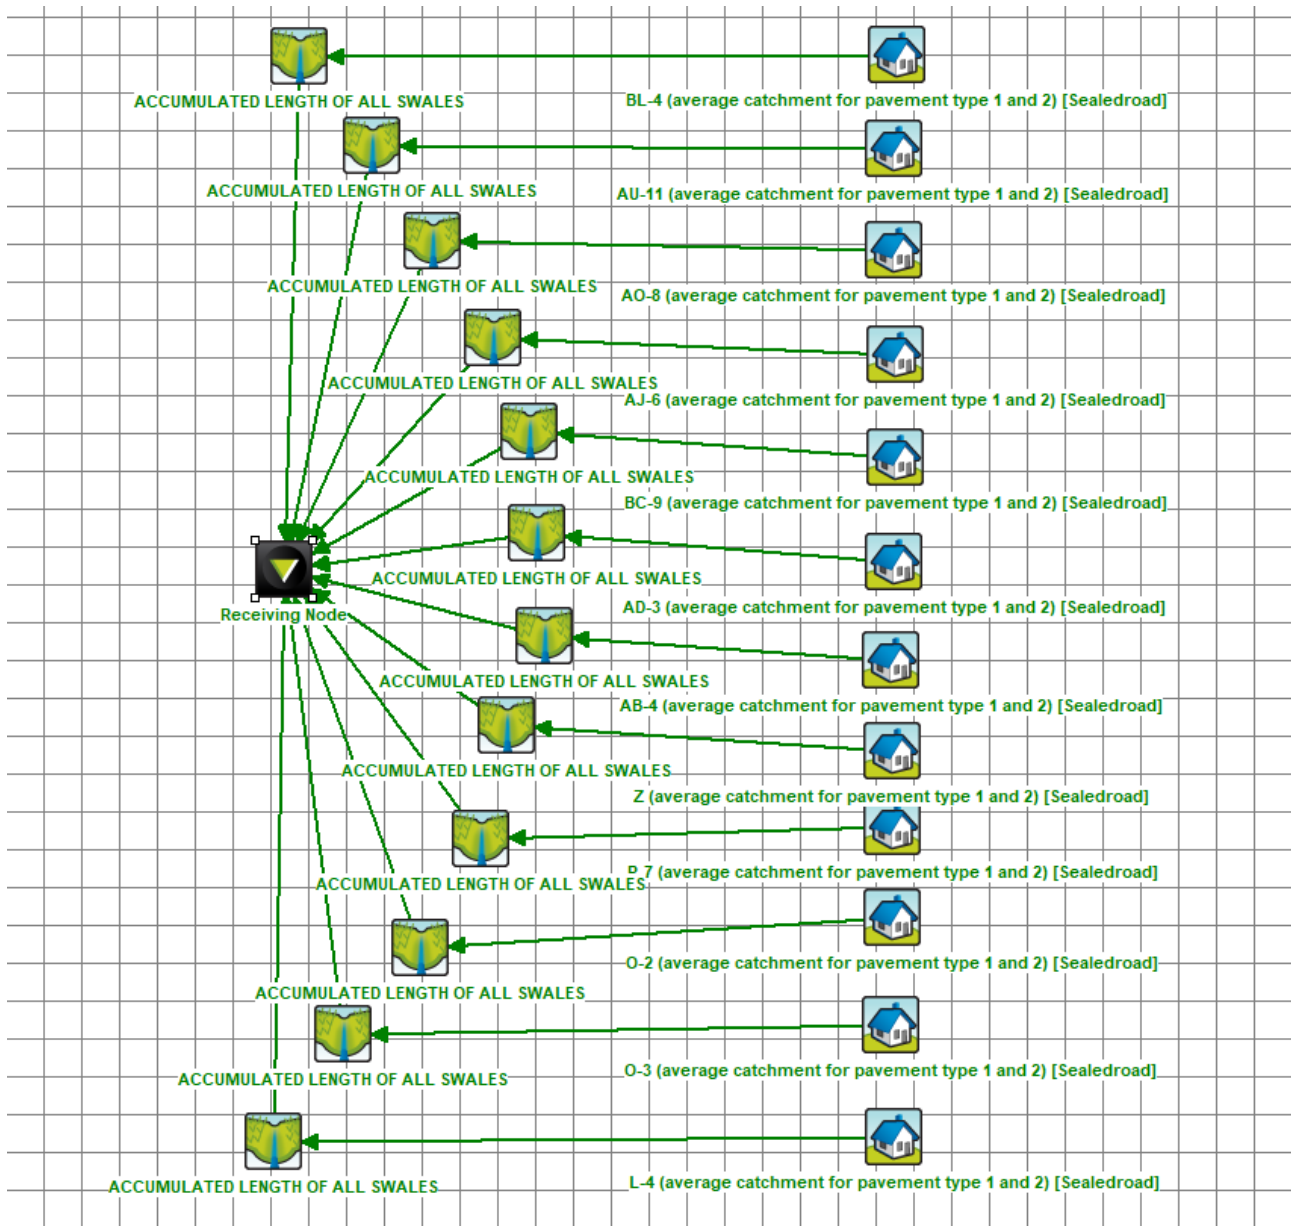 BL-4 (average catchment for pavement type 1 and 2) [Sealedroad]
ACCUMULATED LENGTH OF ALL SWALES
ACCUMULATED LENGTH OF ALL SWALES
AU-11 (average catchment for pavement type 1 and 2) [Sealedroad]
ACCUMULATED LENGTH OF ALL SWALES
AO-8 (average catchment for pavement type 1 and 2) [Sealedroad]
ACCUMULATED LENGTH OF ALL SWALES
AJ-6 (average catchment for pavement type 1 and 2) [Sealedroad]
ACCUMULATED LENGTH OF ALL SWALES
BC-9 (average catchment for pavement type 1 and 2) [Sealedroad]
ACCUMULATED LENGTH OF ALL SWALES
AD-3 (average catchment for pavement type 1 and 2) [Sealedroad]
Receiving Node
ACCUMULATED LENGTH OF ALL SWALES
AB-4 (average catchment for pavement type 1 and 2) [Sealedroad]
ACCUMULATED LENGTH OF ALL SWALES
Z (average catchment for pavement type 1 and 2) [Sealedroad]
(average catchment for pavement type 1 and 2) [Sealedroad]
ACCUMULATED LENGTH OF ALL SWALES
O-2 (average catchment for pavement type 1 and 2) [Sealedroad]
ACCUMULATED LENGTH OF ALL SWALES
O-3 (average catchment for pavement type 1 and 2) [Sealedroad]
ACCUMULATED LENGTH OF ALL SWALES
L-4 (average catchment for pavement type 1 and 2) [Sealedroad]
ACCUMULATED LENGTH OF ALL SWALES